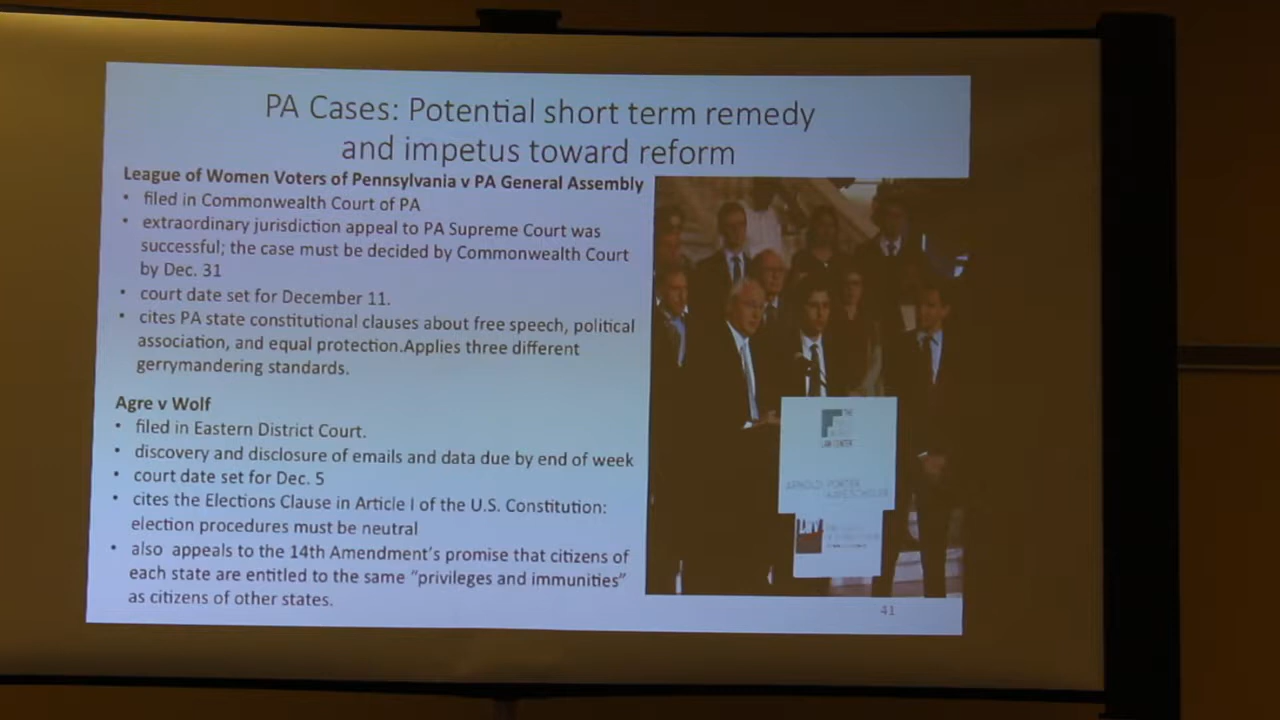 PA Cases: Potential short term remedy
and impetus toward reform
League of Women Voters of Pennsylvania v PA General Assembly
• filed in Commonwealth Court of PA
• extraordinary jurisdiction appeal to PA Supreme Court was
successful; the case must be decided by Commonwealth Court
by Dec. 31
• court date set for December 11.
• cites PA state constitutional clauses about free speech, political
association, and equal protection.Applies three different
gerrymandering standards.
Agre v Wolf
• filed in Eastern District Court.
• discovery and disclosure of emails and data due by end of week
• court date set for Dec. 5
• cites the Elections Clause in Article I of the U.S. Constitution:
election procedures must be neutral
• also appeals to the 14th Amendment's promise that citizens of
each state are entitled to the same "privileges and immunities"
as citizens of other states.
THE
LAW CENTER
ARNOLD PORTER
KAYE SCHOLER
41